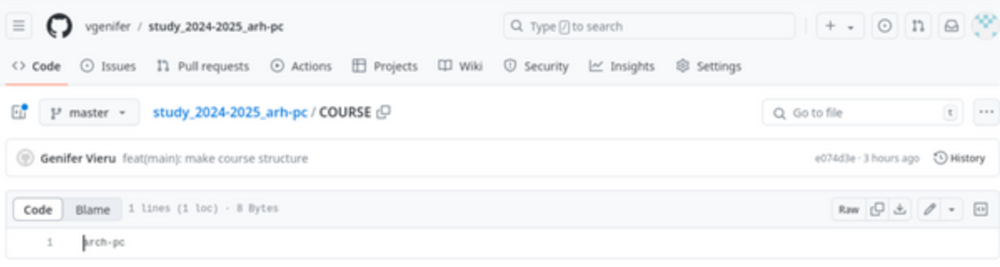 vgenifer / study_2024-2025_arh-pc
Type / to search
Code Issues Pull requests Actions Projects Wiki Security Insights Settings
master study_2024-2025_arh-pc / COURSE
Go to file t
Genifer Vieru feat(main): make course structure e074d3e · 3 hours ago History
Code Blame 1 lines (1 loc) · 8 Bytes Raw
1 arch-pc